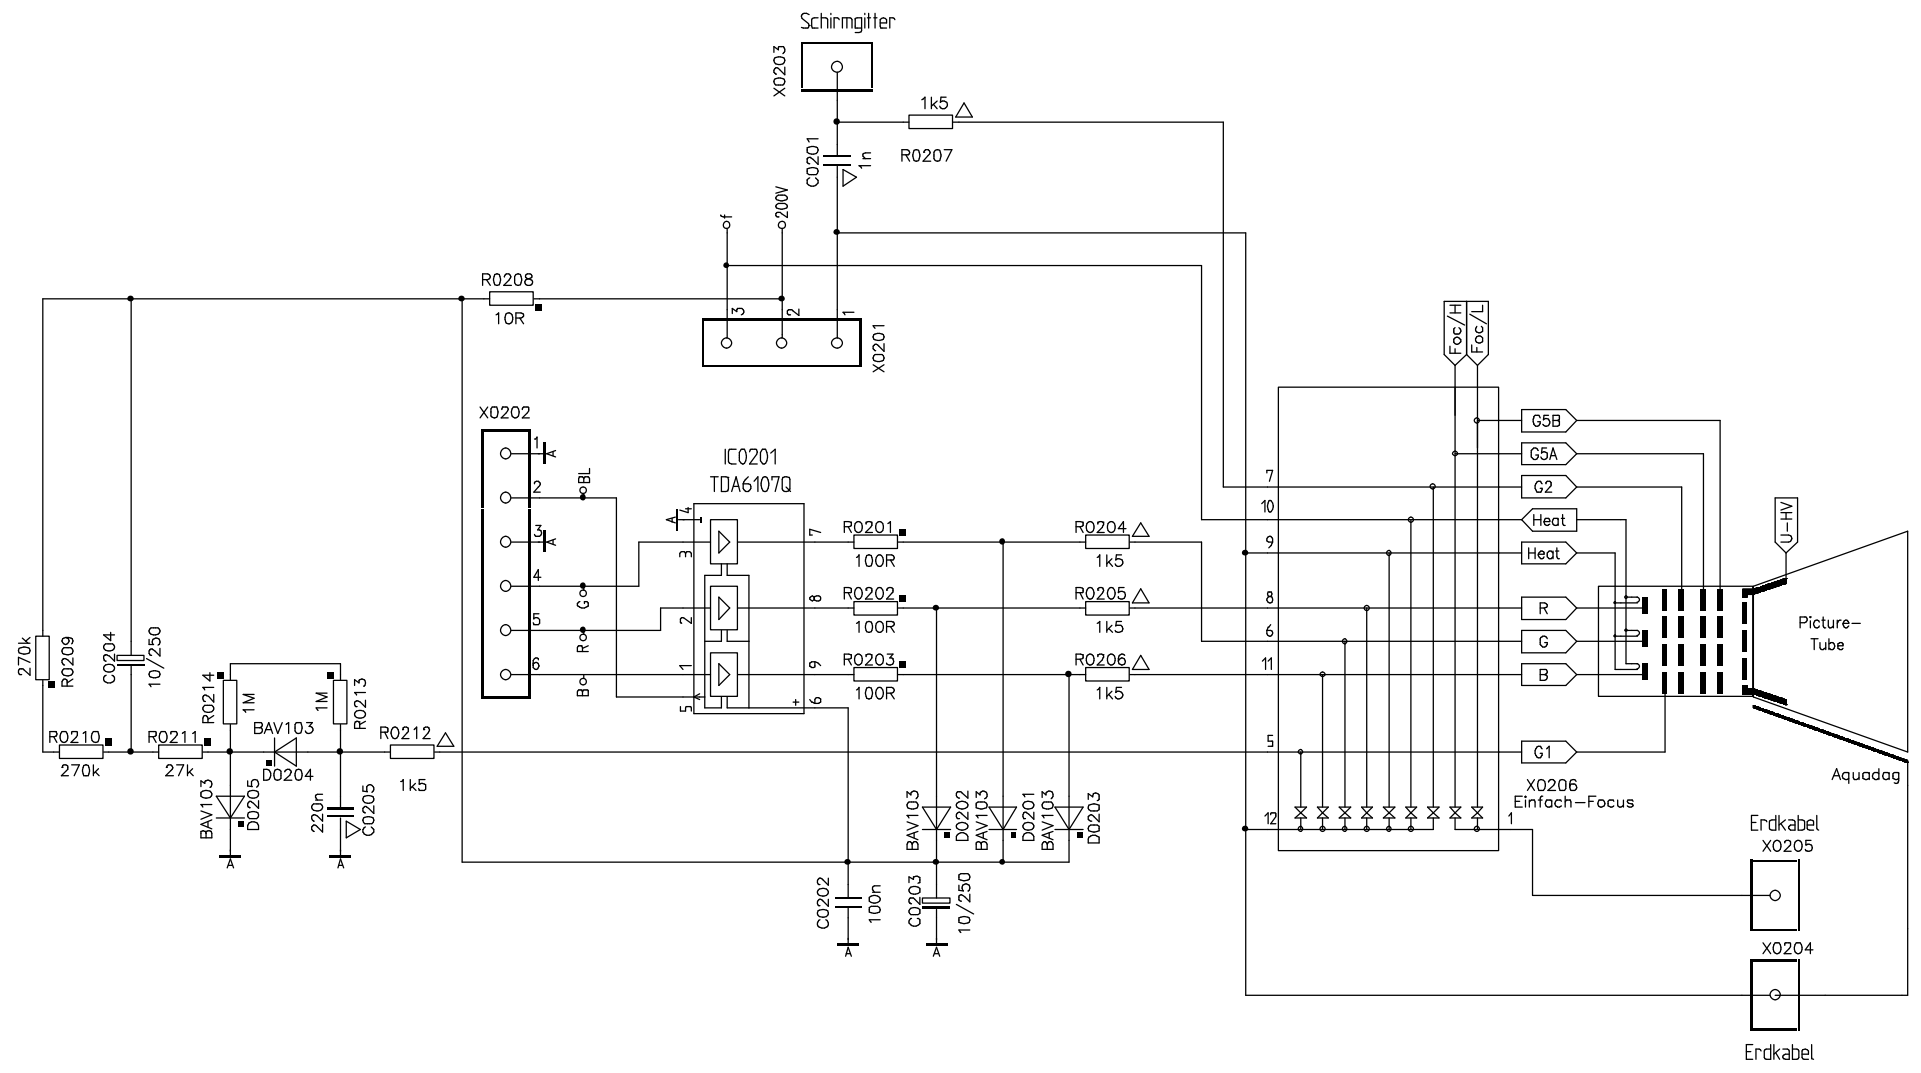 Schirmgitter
X0203
1k5
R0207
C0201
1n
f
200V
R0208
10R
3
2
1
X0201
Foc/H
Foc/L
X0202
1
A
2
BL
3
A
4
G
5
R
6
B
IC0201
TDA6107Q
A
4
3
2
1
5
7
8
9
6
+
R0201
100R
R0202
100R
R0203
100R
R0204
1k5
R0205
1k5
R0206
1k5
7
10
9
8
6
11
5
12
1
G5B
G5A
G2
Heat
Heat
R
G
B
G1
U-HV
Picture-
Tube
Aquadag
X0206
Einfach-Focus
270k
R0209
C0204
10/250
R0214
1M
1M
R0213
R0210
270k
R0211
27k
BAV103
D0204
R0212
1k5
BAV103
D0205
220n
C0205
A
A
BAV103
D0202
BAV103
D0201
BAV103
D0203
C0202
100n
A
C0203
10/250
A
Erdkabel
X0205
X0204
Erdkabel